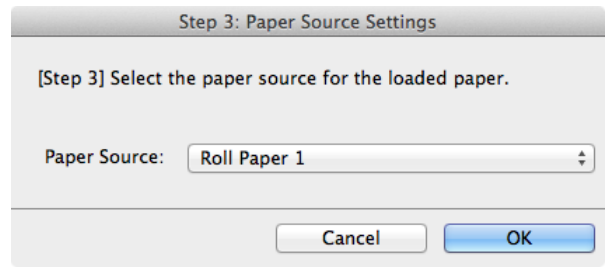 Step 3: Paper Source Settings
[Step 3] Select the paper source for the loaded paper.
Paper Source: Roll Paper 1
Cancel OK